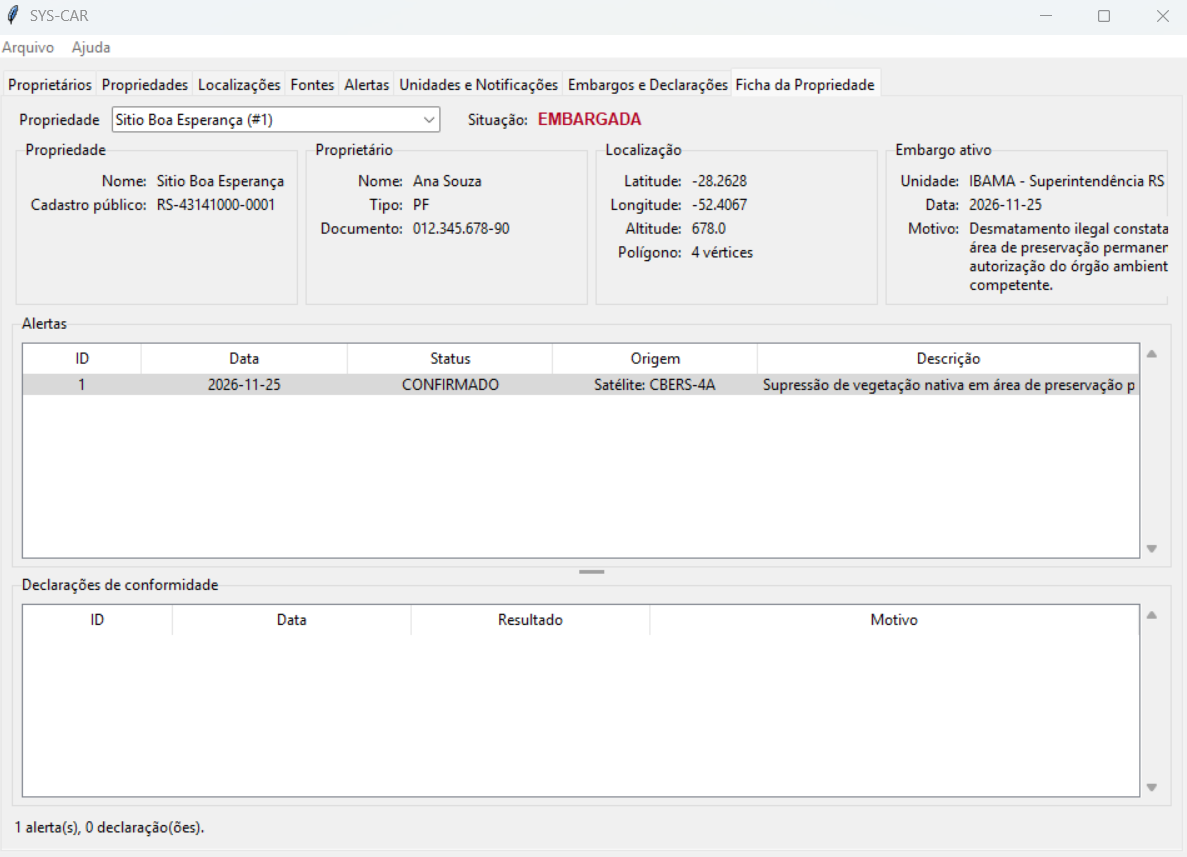 SYS-CAR
Arquivo Ajuda
Proprietários Propriedades Localizações Fontes Alertas Unidades e Notificações Embargos e Declarações Ficha da Propriedade
Propriedade Sitio Boa Esperança (#1) Situação: EMBARGADA
Propriedade
Nome: Sitio Boa Esperança
Cadastro público: RS-43141000-0001
Proprietário
Nome: Ana Souza
Tipo: PF
Documento: 012.345.678-90
Localização
Latitude: -28.2628
Longitude: -52.4067
Altitude: 678.0
Polígono: 4 vértices
Embargo ativo
Unidade: IBAMA - Superintendência RS
Data: 2026-11-25
Motivo: Desmatamento ilegal constata
área de preservação permaner
autorização do órgão ambient
competente.
Alertas
ID Data Status Origem Descrição
1 2026-11-25 CONFIRMADO Satélite: CBERS-4A Supressão de vegetação nativa em área de preservação p
Declarações de conformidade
ID Data Resultado Motivo
1 alerta(s), 0 declaração(ões).